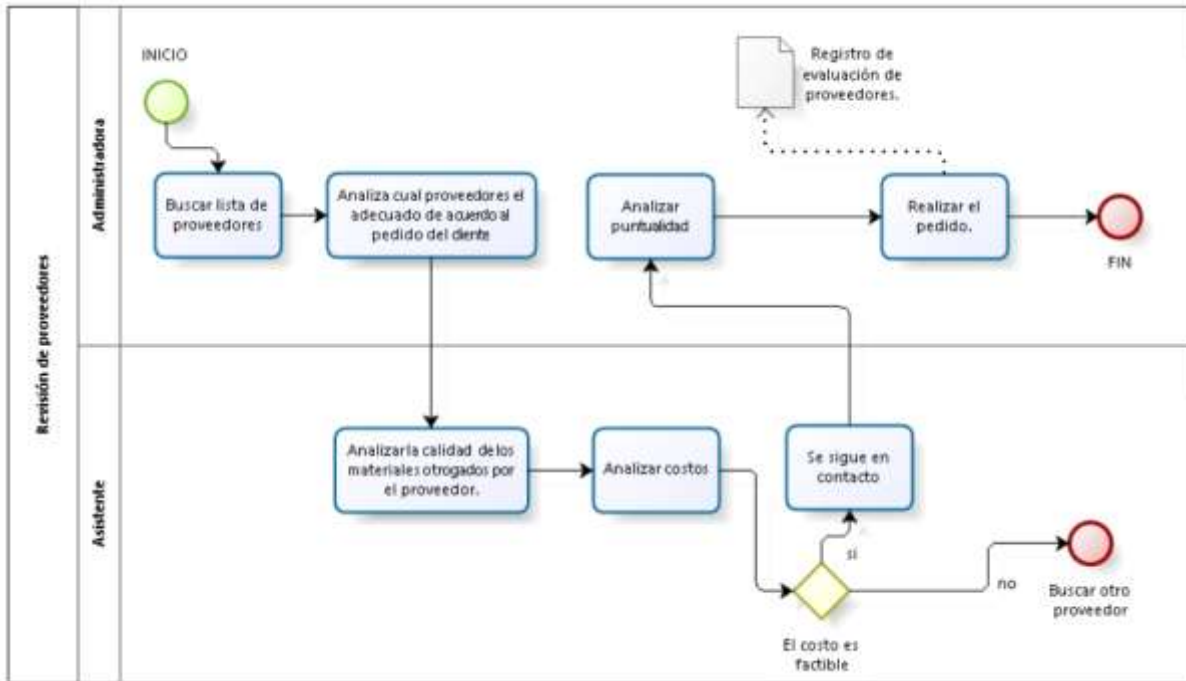 Revisión de proveedores
Administradora
INICIO
Buscar lista de
proveedores
Analiza cual proveedores el
adecuado de acuerdo al
pedido del cliente
Analizar
puntualidad
Registro de
evaluación de
proveedores.
Realizar el
pedido.
FIN
Asistente
Analizar la calidad de los
materiales otrogados por
el proveedor.
Analizar costos
Se sigue en
contacto
si
no
El costo es
factible
Buscar otro
proveedor